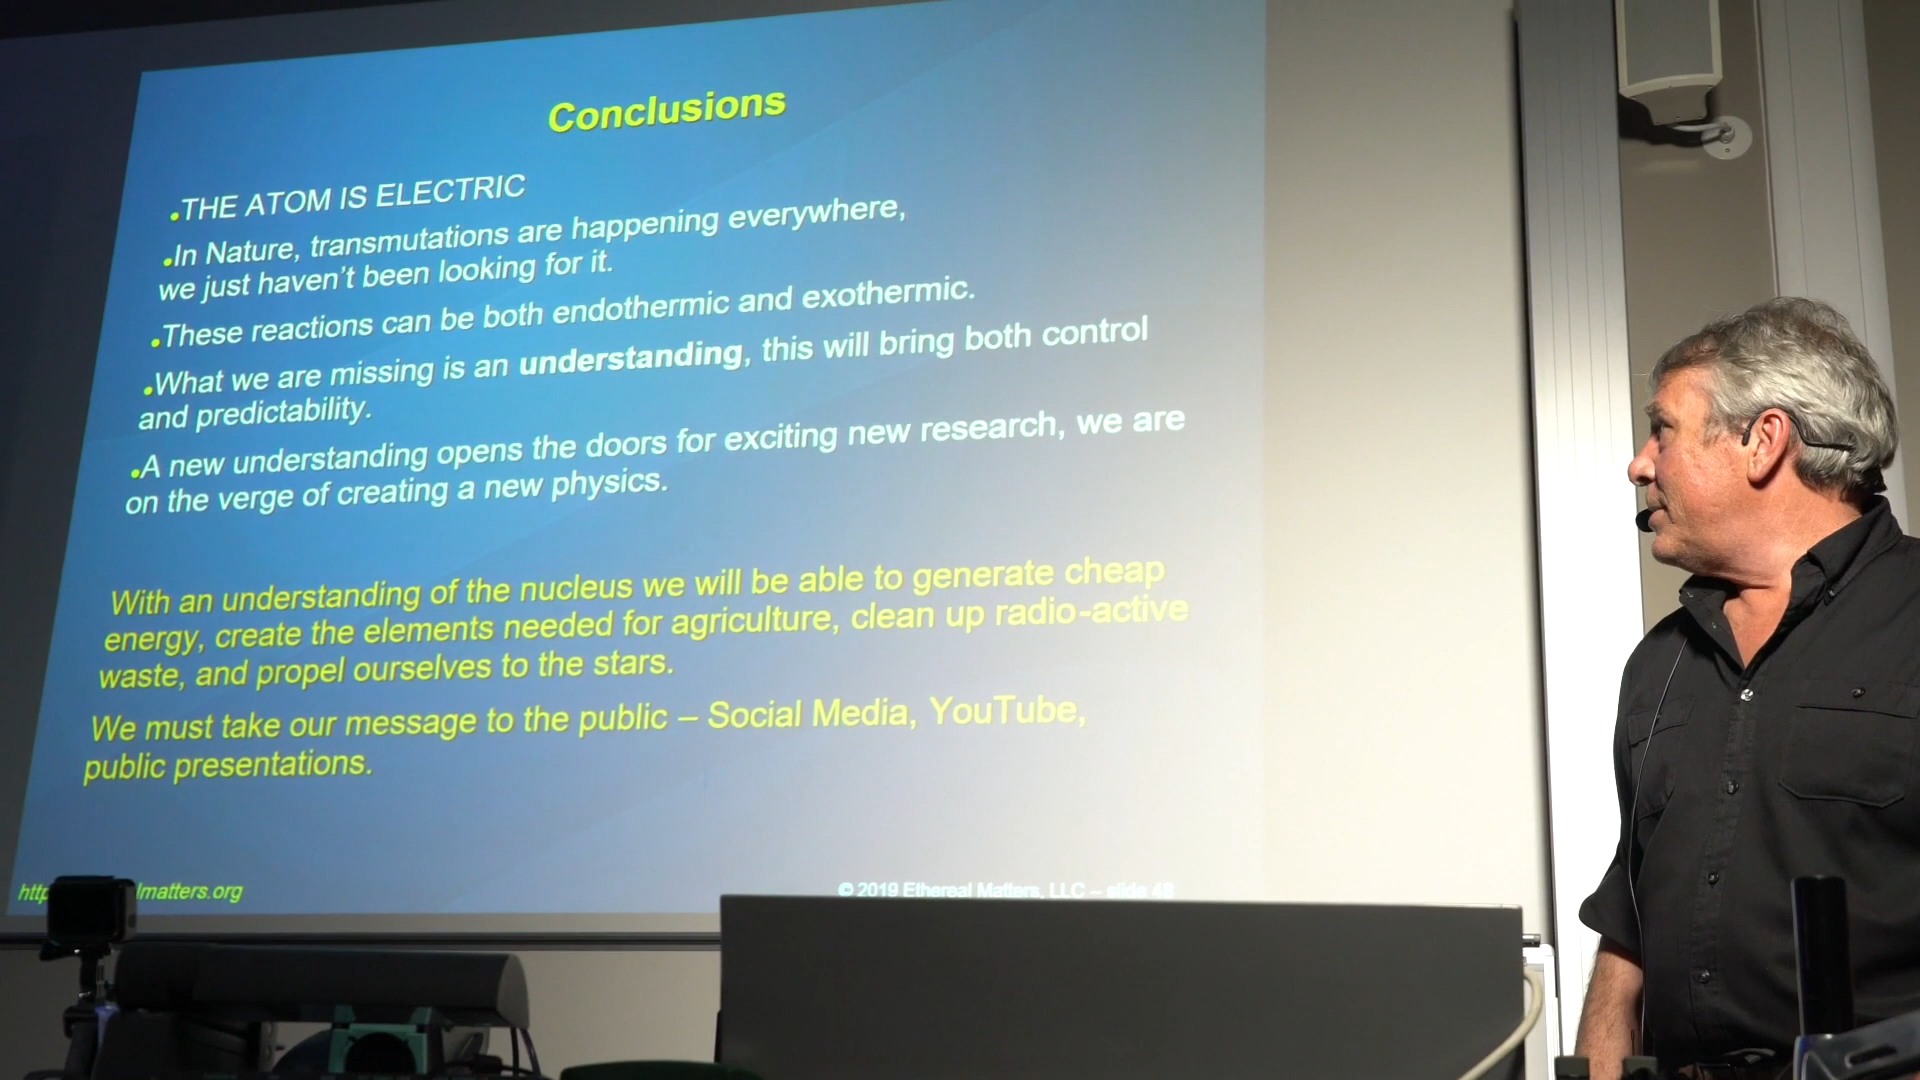 Conclusions
•THE ATOM IS ELECTRIC
•In Nature, transmutations are happening everywhere,
we just haven't been looking for it.
•These reactions can be both endothermic and exothermic.
•What we are missing is an understanding, this will bring both control
and predictability.
•A new understanding opens the doors for exciting new research, we are
on the verge of creating a new physics.
With an understanding of the nucleus we will be able to generate cheap
energy, create the elements needed for agriculture, clean up radio-active
waste, and propel ourselves to the stars.
We must take our message to the public – Social Media, YouTube,
public presentations.
http lmatters.org
© 2019 Ethereal Matters, LLC – slide 48